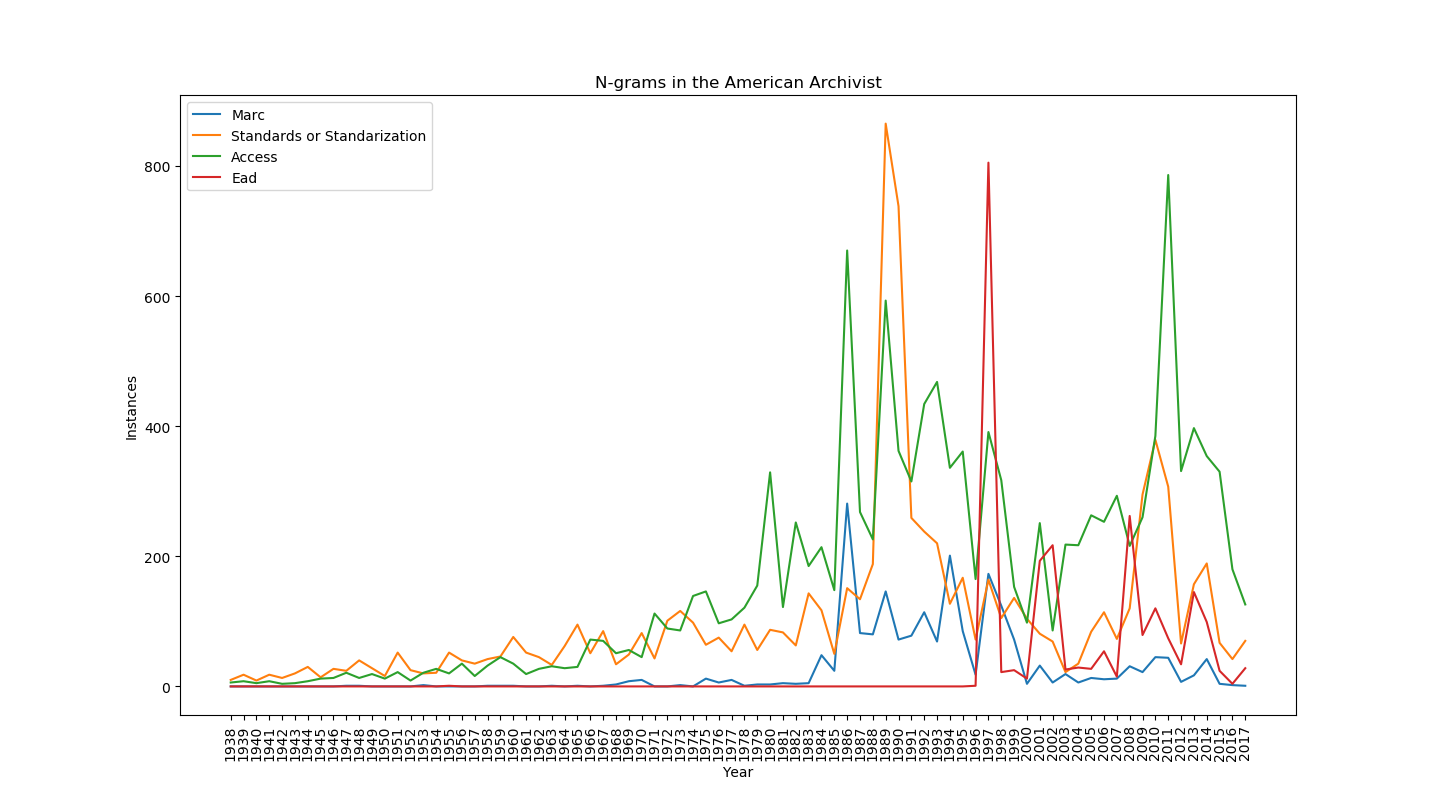 N-grams in the American Archivist
Marc
Standards or Standarization
Access
Ead
800
600
400
200
0
Instances
1938 1939 1940 1941 1942 1943 1944 1945 1946 1947 1948 1949 1950 1951 1952 1953 1954 1955 1956 1957 1958 1959 1960 1961 1962 1963 1964 1965 1966 1967 1968 1969 1970 1971 1972 1973 1974 1975 1976 1977 1978 1979 1980 1981 1982 1983 1984 1985 1986 1987 1988 1989 1990 1991 1992 1993 1994 1995 1996 1997 1998 1999 2000 2001 2002 2003 2004 2005 2006 2007 2008 2009 2010 2011 2012 2013 2014 2015 2016 2017
Year